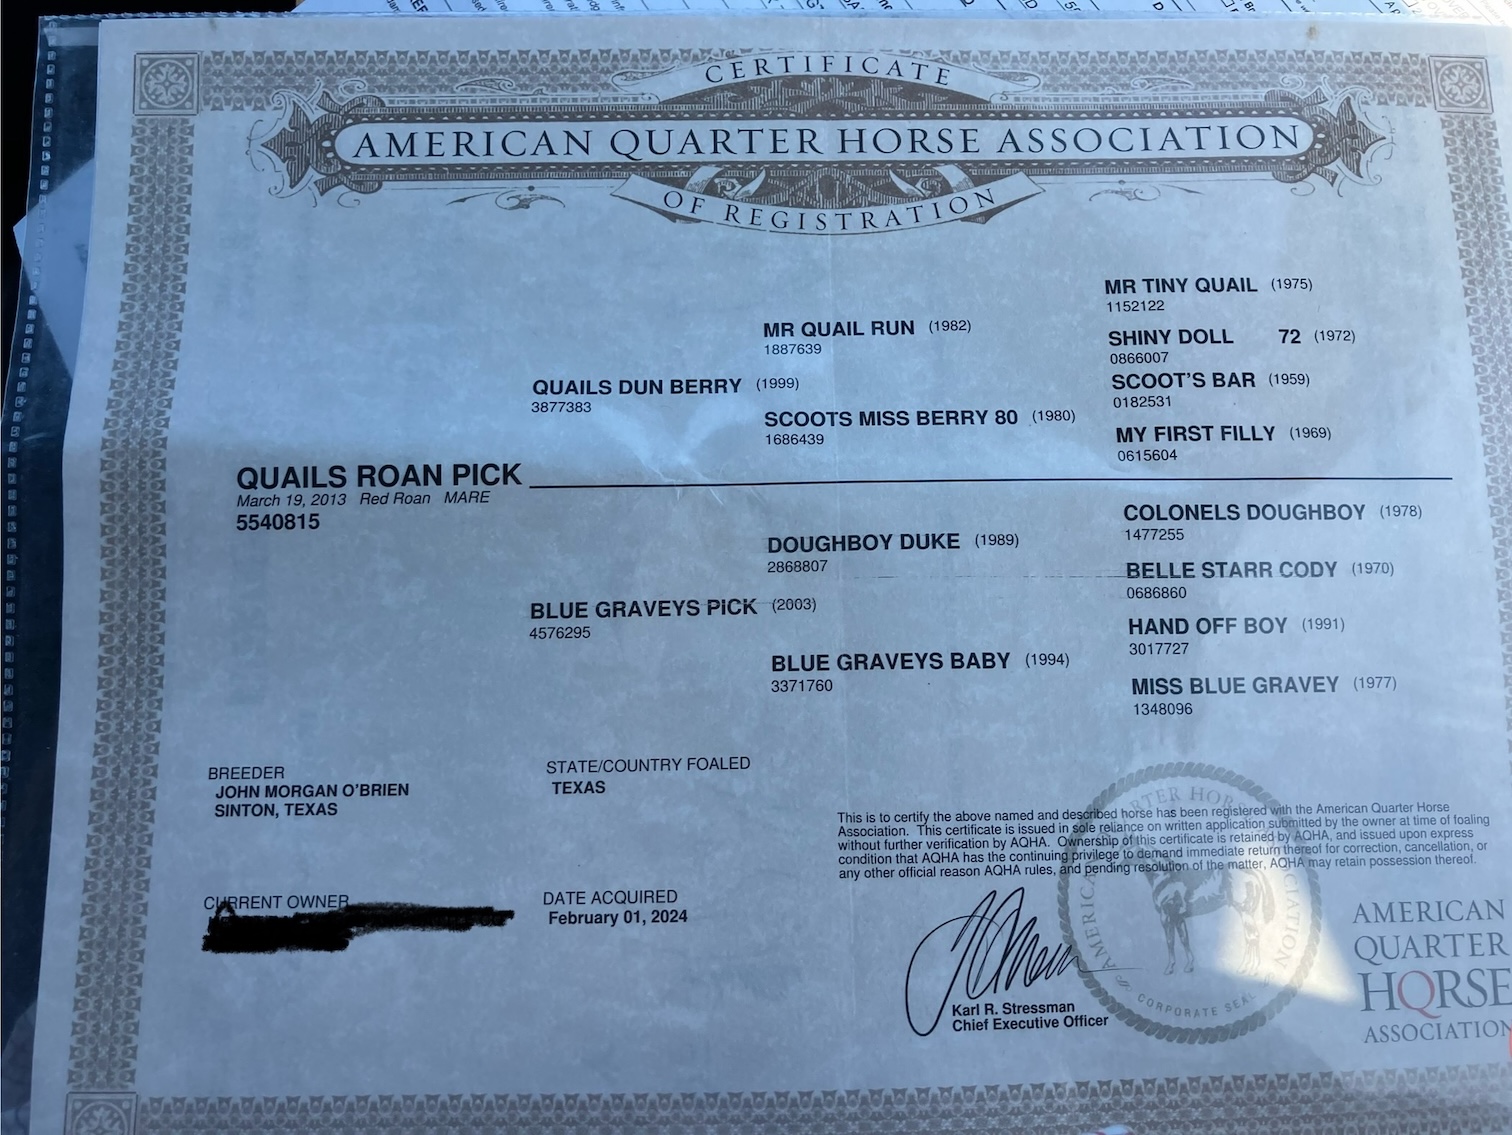 CERTIFICATE
AMERICAN QUARTER HORSE ASSOCIATION
OF REGISTRATION
MR TINY QUAIL (1975)
1152122
MR QUAIL RUN (1982)
1887639
SHINY DOLL 72 (1972)
0866007
QUAILS DUN BERRY (1999)
3877383
SCOOT'S BAR (1959)
0182531
SCOOTS MISS BERRY 80 (1980)
1686439
MY FIRST FILLY (1969)
0615604
QUAILS ROAN PICK
March 19, 2013 Red Roan MARE
5540815
COLONELS DOUGHBOY (1978)
1477255
DOUGHBOY DUKE (1989)
2868807
BELLE STARR CODY (1970)
0686860
BLUE GRAVEYS PICK (2003)
4576295
HAND OFF BOY (1991)
3017727
BLUE GRAVEYS BABY (1994)
3371760
MISS BLUE GRAVEY (1977)
1348096
BREEDER
JOHN MORGAN O'BRIEN
SINTON, TEXAS
STATE/COUNTRY FOALED
TEXAS
This is to certify the above named and described horse has been registered with the American Quarter Horse
Association. This certificate is issued in sole reliance on written application submitted by the owner at time of foaling
without further verification by AQHA. Ownership of this certificate is retained by AQHA, and issued upon express
condition that AQHA has the continuing privilege to demand immediate return thereof for correction, cancellation, or
any other official reason AQHA rules, and pending resolution of the matter, AQHA may retain possession thereof.
CURRENT OWNER
DATE ACQUIRED
February 01, 2024
Karl R. Stressman
Chief Executive Officer
CORPORATE SEAL
AMERICAN
QUARTER
HORSE
ASSOCIATION